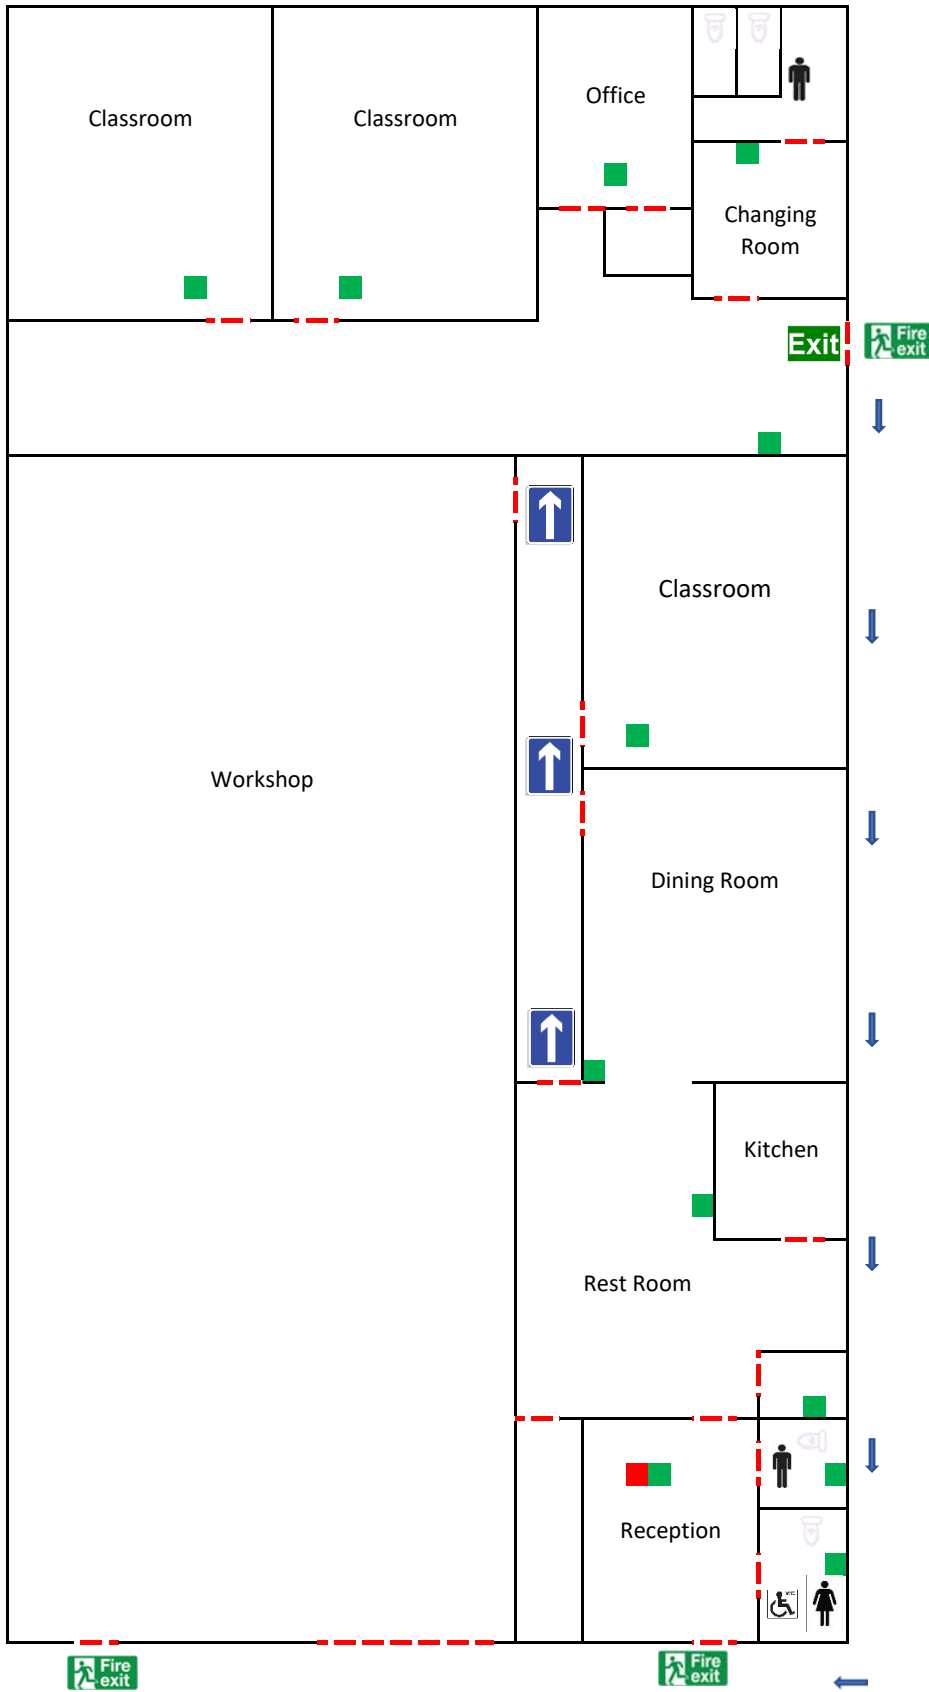 Classroom
Classroom
Office
Changing
Room
Exit
Fire
exit
Classroom
Workshop
Dining Room
Kitchen
Rest Room
Reception
Fire
exit
Fire
exit